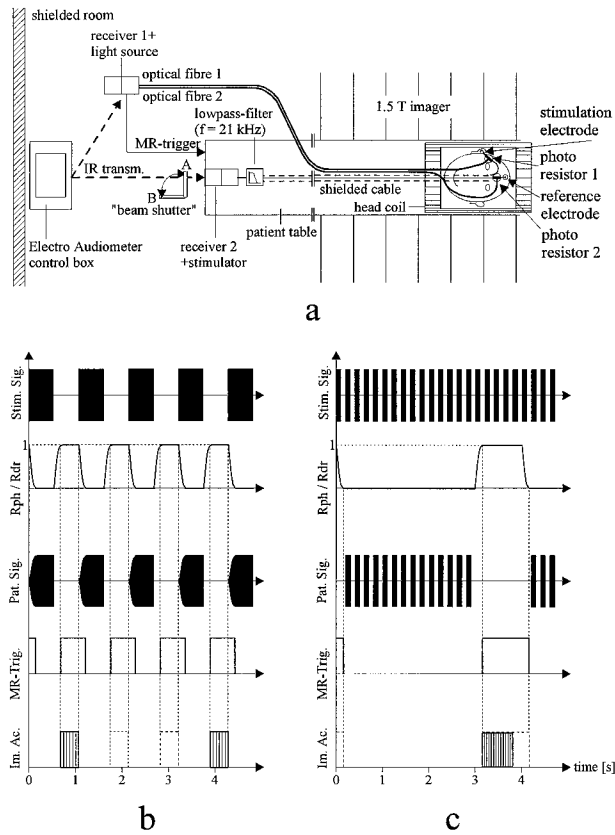 shielded room
receiver 1+
light source
optical fibre 1
optical fibre 2
lowpass-filter
(f = 21 kHz)
MR-trigger
IR transm.
A
B
"beam shutter"
Electro Audiometer
control box
receiver 2
+stimulator
patient table
shielded cable
head coil
1.5 T imager
stimulation
electrode
photo
resistor 1
reference
electrode
photo
resistor 2
a
Stim. Sig.
1
Rph / Rdr
Pat. Sig.
MR-Trig.
Im. Ac.
0 1 2 3 4
b
Stim. Sig.
1
Rph / Rdr
Pat. Sig.
MR-Trig.
Im. Ac.
0 1 2 3 4
time [s]
c